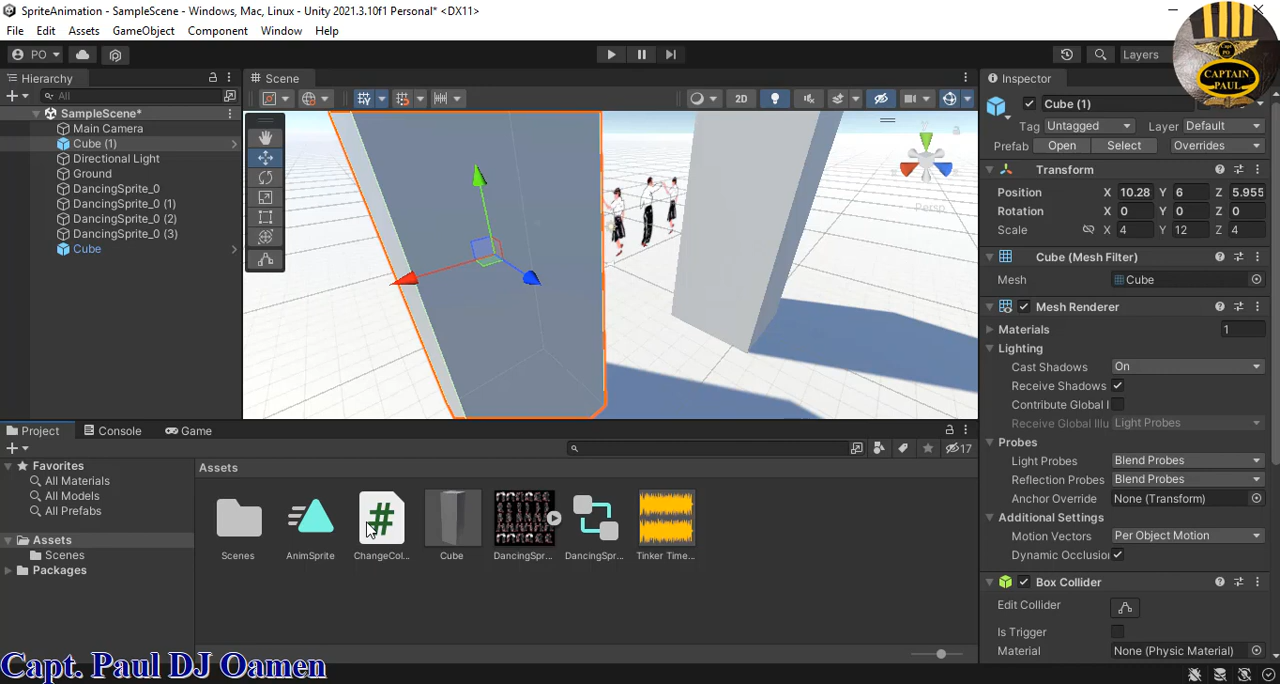 SpriteAnimation - SampleScene - Windows, Mac, Linux - Unity 2021.3.10f1 Personal* <DX11>
File Edit Assets GameObject Component Window Help
PO Layers
CAPTAIN PAUL
Hierarchy Scene Inspector
All 2D Cube (1)
SampleScene*
Main Camera Tag Untagged Layer Default
Cube (1) Prefab Open Select Overrides
Directional Light Transform
Ground Position X 10.28 Y 6 Z 5.955
DancingSprite_0 Rotation X 0 Y 0 Z 0
DancingSprite_0 (1) Scale X 4 Y 12 Z 4
DancingSprite_0 (2)
DancingSprite_0 (3)
Cube
Persp
Cube (Mesh Filter)
Mesh Cube
Mesh Renderer
Materials 1
Lighting
Cast Shadows On
Receive Shadows
Contribute Global I
Receive Global Illu Light Probes
Probes
Light Probes Blend Probes
Reflection Probes Blend Probes
Anchor Override None (Transform)
Additional Settings
Motion Vectors Per Object Motion
Dynamic Occlusion
Box Collider
Edit Collider
Is Trigger
Material None (Physic Material)
Project Console Game
17
Favorites
All Materials
All Models
All Prefabs
Assets
Scenes
Packages
Assets
Scenes AnimSprite ChangeCol... Cube DancingSpr... DancingSpr... Tinker Time...
Capt. Paul DJ Oamen